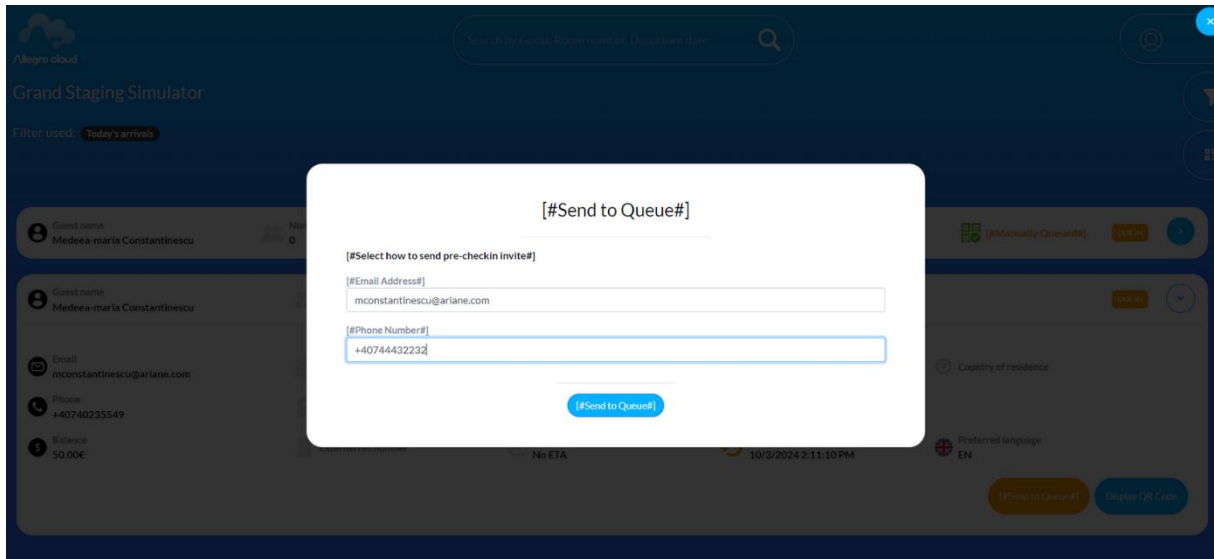 Allegro cloud
Search by Guest, Room number, Departure date
Grand Staging Simulator
Filter used: Today's arrivals
[#Send to Queue#]
[#Select how to send pre-checkin invite#]
[#Email Address#]
mconstantinescu@ariane.com
[#Phone Number#]
+40744432232
[#Send to Queue#]
Guest name
Medeea-maria Constantinescu
0
[#Manually Queued#]
Guest name
Medeea-maria Constantinescu
Email
mconstantinescu@ariane.com
Country of residence
Phone
+40740235549
Balance
50.00€
No ETA
10/3/2024 2:11:10 PM
Preferred language
EN
[#Send to Queue#]
Display QR Code